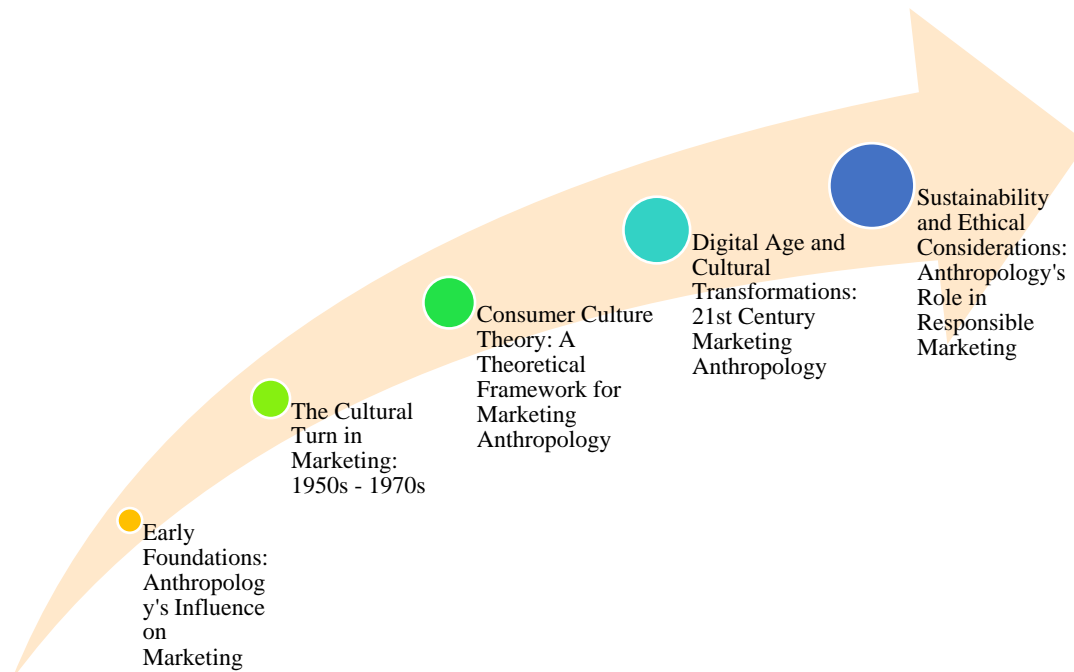 Early
Foundations:
Anthropolog
y's Influence
on
Marketing
The Cultural
Turn in
Marketing:
1950s - 1970s
Consumer Culture
Theory: A
Theoretical
Framework for
Marketing
Anthropology
Digital Age and
Cultural
Transformations:
21st Century
Marketing
Anthropology
Sustainability
and Ethical
Considerations:
Anthropology's
Role in
Responsible
Marketing